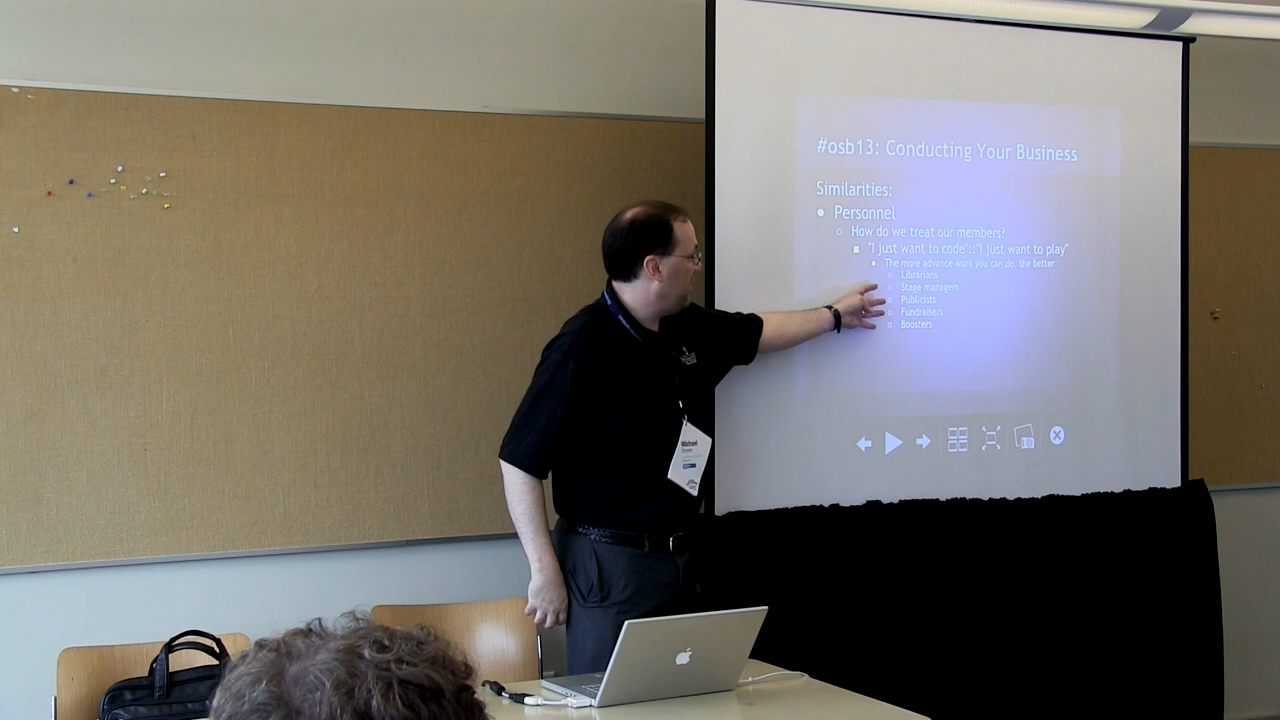 #osb13: Conducting Your Business
Similarities:
Personnel
How do we treat our members?
"I just want to code"::"I just want to play"
The more advance work you can do, the better
Librarians
Stage managers
Publicists
Fundraisers
Boosters
Michael